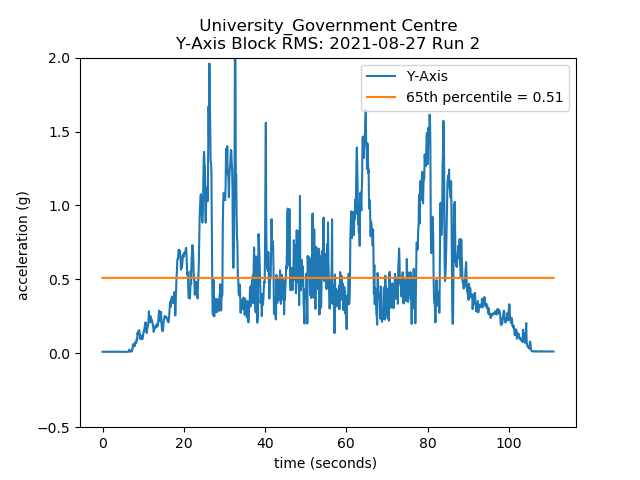 University_Government Centre
Y-Axis Block RMS: 2021-08-27 Run 2
2.0
1.5
1.0
0.5
0.0
−0.5
acceleration (g)
Y-Axis
65th percentile = 0.51
0 20 40 60 80 100
time (seconds)